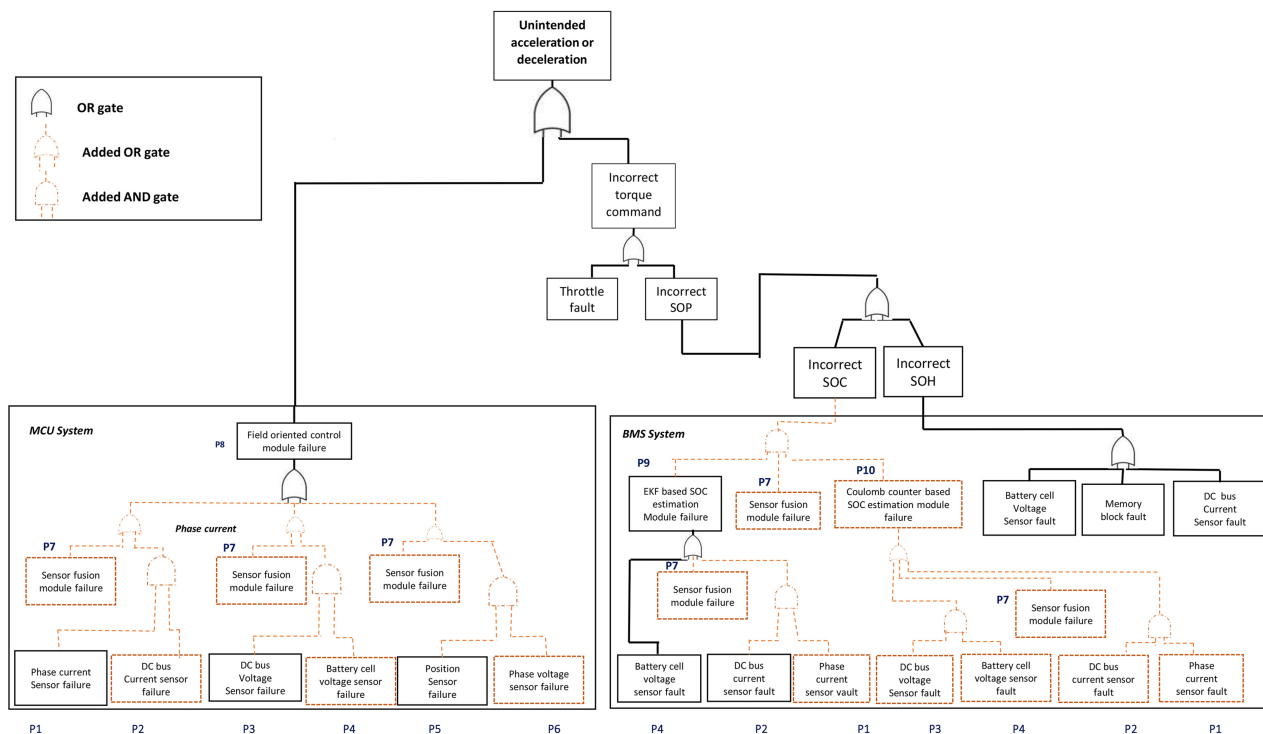 Unintended
acceleration or
deceleration
OR gate
Added OR gate
Added AND gate
Incorrect
torque
command
Throttle
fault
Incorrect
SOP
Incorrect
SOC
Incorrect
SOH
MCU System
P8
Field oriented control
module failure
Phase current
P7
Sensor fusion
module failure
P7
Sensor fusion
module failure
P7
Sensor fusion
module failure
Phase current
Sensor failure
DC bus
Current sensor
failure
DC bus
Voltage
Sensor failure
Battery cell
voltage sensor
failure
Position
Sensor
failure
Phase voltage
sensor failure
P1
P2
P3
P4
P5
P6
BMS System
P9
EKF based SOC
estimation
Module failure
P7
Sensor fusion
module failure
P10
Coulomb counter based
SOC estimation module
failure
Battery cell
Voltage
Sensor fault
Memory
block fault
DC bus
Current
Sensor fault
P7
Sensor fusion
module failure
P7
Sensor fusion
module failure
Battery cell
voltage
sensor fault
DC bus
current
sensor fault
Phase
current
sensor vault
DC bus
voltage
Sensor fault
Battery cell
voltage sensor
fault
DC bus
current sensor
fault
Phase
current
sensor fault
P4
P2
P1
P3
P4
P2
P1